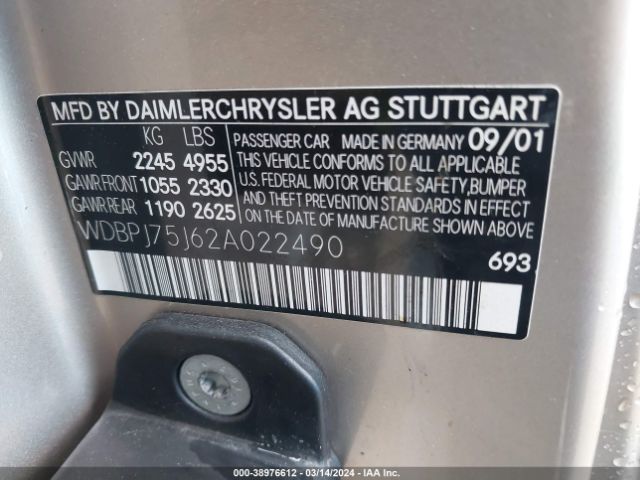 MFD BY DAIMLERCHRYSLER AG STUTTGART
KG LBS
GVWR 2245 4955
GAWR.FRONT 1055 2330
GAWR.REAR 1190 2625
PASSENGER CAR MADE IN GERMANY 09/01
THIS VEHICLE CONFORMS TO ALL APPLICABLE
U.S. FEDERAL MOTOR VEHICLE SAFETY,BUMPER
AND THEFT PREVENTION STANDARDS IN EFFECT
ON THE DATE OF MANUFACTURE SHOWN ABOVE
WDBPJ75J62A022490
693
000-38976612 - 03/14/2024 - IAA Inc.